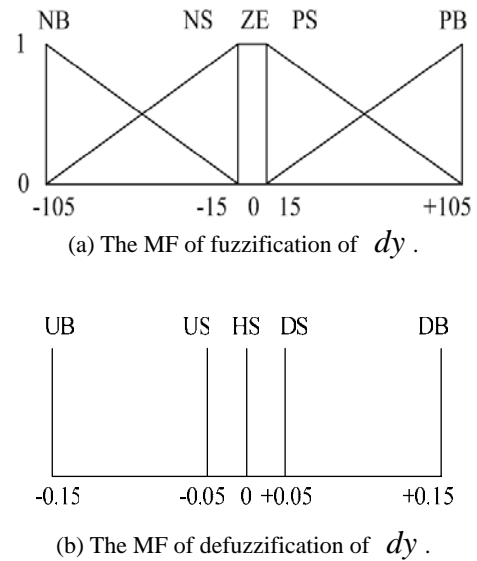 NB NS ZE PS PB
1
0
-105 -15 0 15 +105
(a) The MF of fuzzification of dy .
UB US HS DS DB
-0.15 -0.05 0 +0.05 +0.15
(b) The MF of defuzzification of dy .